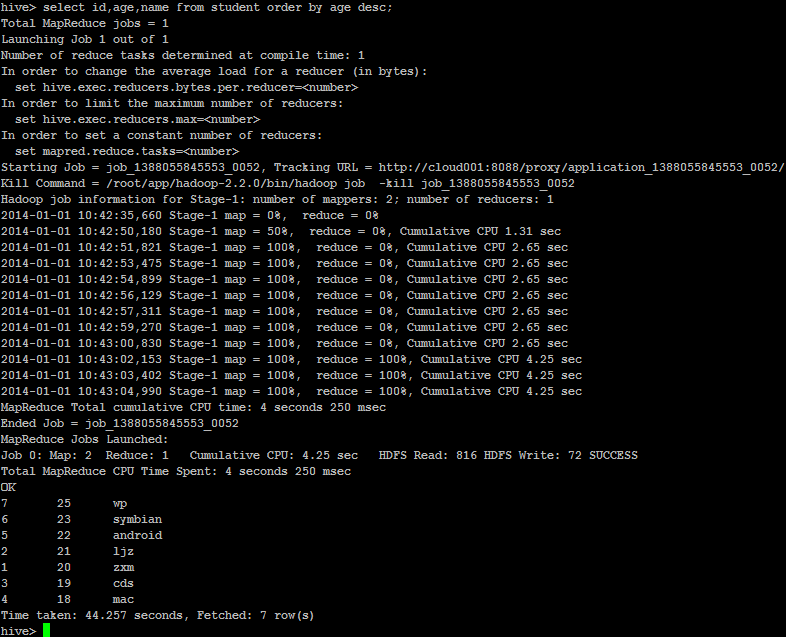 hive> select id,age,name from student order by age desc;
Total MapReduce jobs = 1
Launching Job 1 out of 1
Number of reduce tasks determined at compile time: 1
In order to change the average load for a reducer (in bytes):
  set hive.exec.reducers.bytes.per.reducer=<number>
In order to limit the maximum number of reducers:
  set hive.exec.reducers.max=<number>
In order to set a constant number of reducers:
  set mapred.reduce.tasks=<number>
Starting Job = job_1388055845553_0052, Tracking URL = http://cloud001:8088/proxy/application_1388055845553_0052/
Kill Command = /root/app/hadoop-2.2.0/bin/hadoop job  -kill job_1388055845553_0052
Hadoop job information for Stage-1: number of mappers: 2; number of reducers: 1
2014-01-01 10:42:35,660 Stage-1 map = 0%,  reduce = 0%
2014-01-01 10:42:50,180 Stage-1 map = 50%,  reduce = 0%, Cumulative CPU 1.31 sec
2014-01-01 10:42:51,821 Stage-1 map = 100%,  reduce = 0%, Cumulative CPU 2.65 sec
2014-01-01 10:42:53,475 Stage-1 map = 100%,  reduce = 0%, Cumulative CPU 2.65 sec
2014-01-01 10:42:54,899 Stage-1 map = 100%,  reduce = 0%, Cumulative CPU 2.65 sec
2014-01-01 10:42:56,129 Stage-1 map = 100%,  reduce = 0%, Cumulative CPU 2.65 sec
2014-01-01 10:42:57,311 Stage-1 map = 100%,  reduce = 0%, Cumulative CPU 2.65 sec
2014-01-01 10:42:59,270 Stage-1 map = 100%,  reduce = 0%, Cumulative CPU 2.65 sec
2014-01-01 10:43:00,830 Stage-1 map = 100%,  reduce = 0%, Cumulative CPU 2.65 sec
2014-01-01 10:43:02,153 Stage-1 map = 100%,  reduce = 100%, Cumulative CPU 4.25 sec
2014-01-01 10:43:03,402 Stage-1 map = 100%,  reduce = 100%, Cumulative CPU 4.25 sec
2014-01-01 10:43:04,990 Stage-1 map = 100%,  reduce = 100%, Cumulative CPU 4.25 sec
MapReduce Total cumulative CPU time: 4 seconds 250 msec
Ended Job = job_1388055845553_0052
MapReduce Jobs Launched:
Job 0: Map: 2  Reduce: 1   Cumulative CPU: 4.25 sec   HDFS Read: 816 HDFS Write: 72 SUCCESS
Total MapReduce CPU Time Spent: 4 seconds 250 msec
OK
7       25      wp
6       23      symbian
5       22      android
2       21      ljz
1       20      zxm
3       19      cds
4       18      mac
Time taken: 44.257 seconds, Fetched: 7 row(s)
hive>